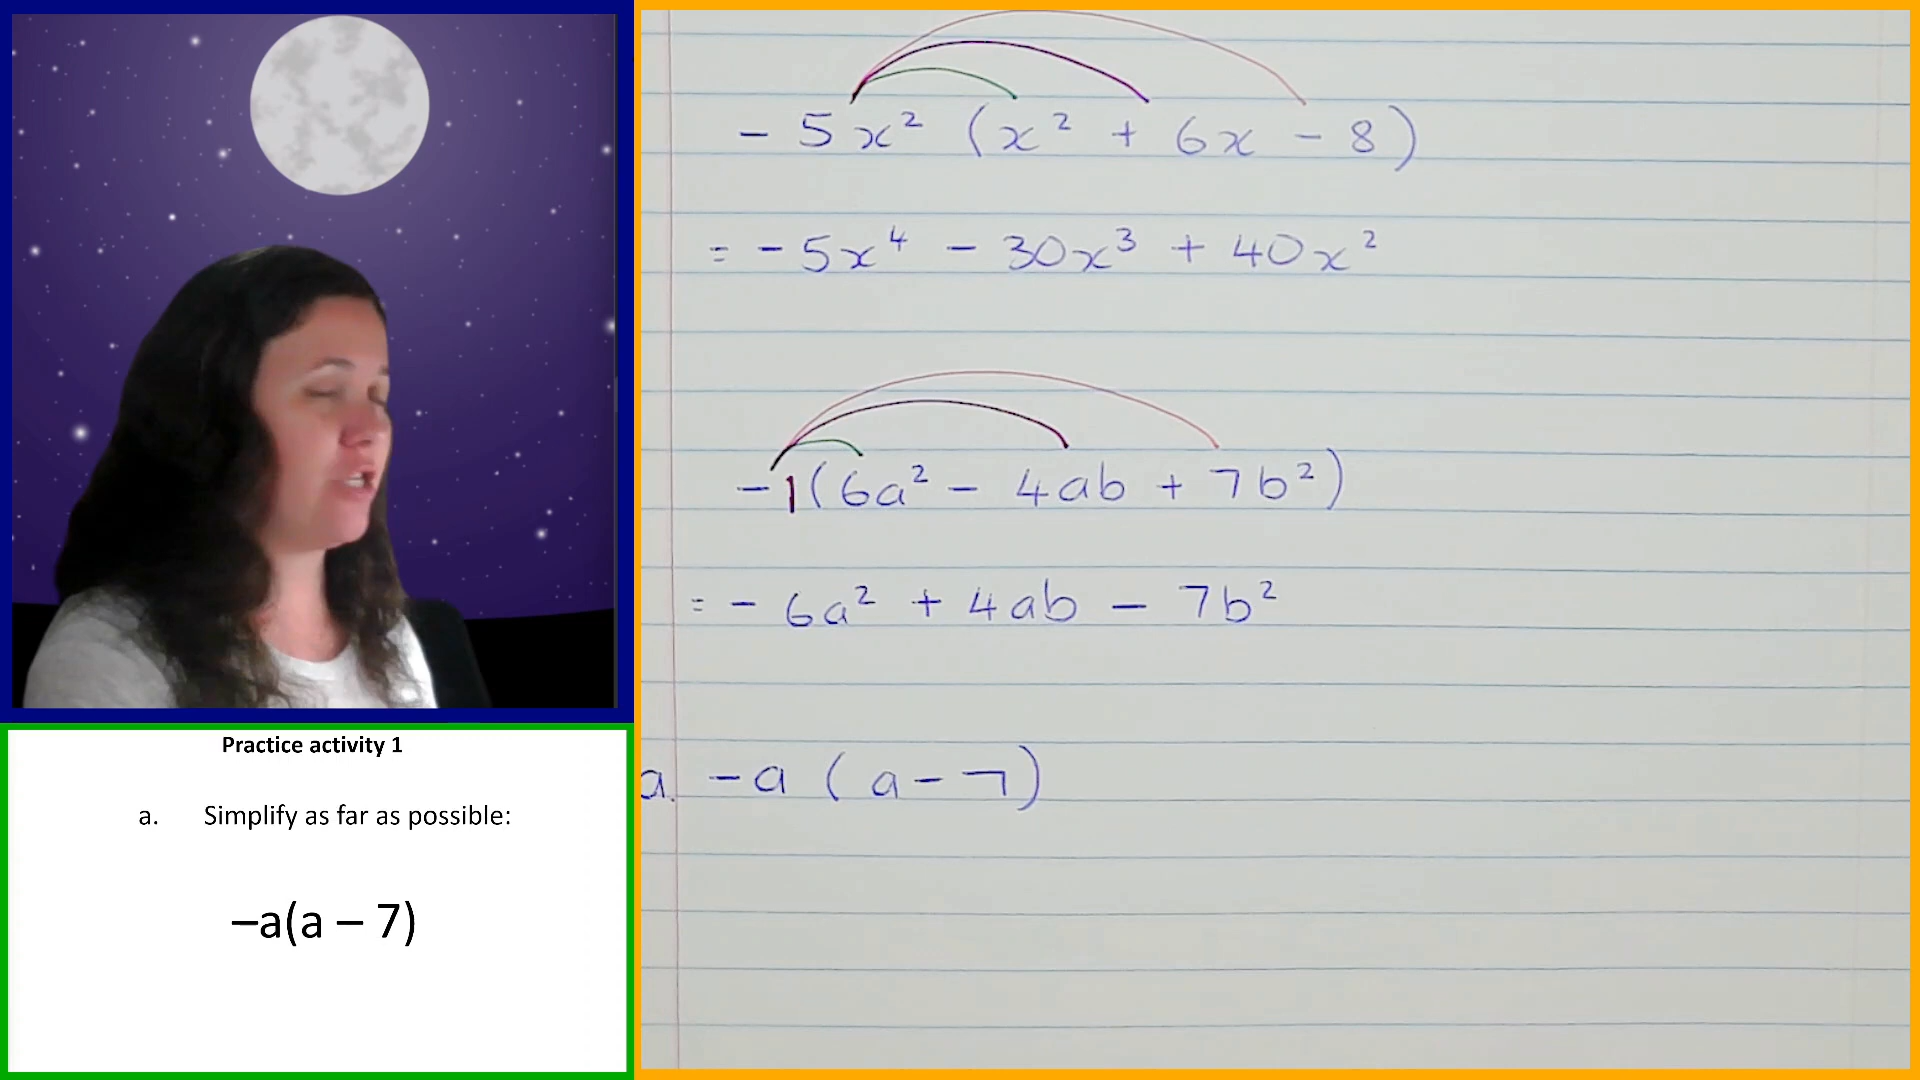 Practice activity 1
a. Simplify as far as possible:
–a(a – 7)
- 5x² (x² + 6x - 8)
= - 5x⁴ - 30x³ + 40x²
-1(6a² - 4ab + 7b²)
= - 6a² + 4ab - 7b²
a. -a (a-7)